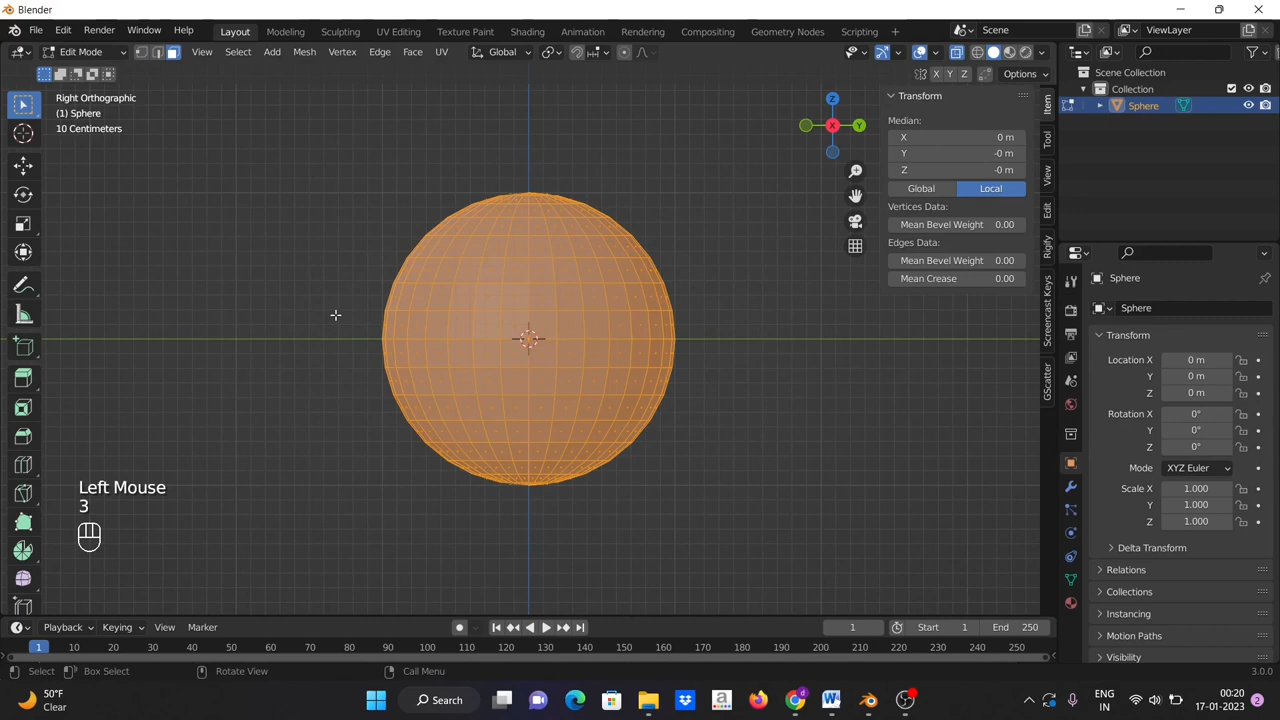 Blender
File Edit Render Window Help Layout Modeling Sculpting UV Editing Texture Paint Shading Animation Rendering Compositing Geometry Nodes Scripting + Scene ViewLayer
Edit Mode View Select Add Mesh Vertex Edge Face UV Global
X Y Z Options
Right Orthographic
(1) Sphere
10 Centimeters
Z
X
Y
Transform
Median:
X 0 m
Y -0 m
Z -0 m
Global Local
Vertices Data:
Mean Bevel Weight 0.00
Edges Data:
Mean Bevel Weight 0.00
Mean Crease 0.00
Item
Tool
View
Edit
Rigify
Screencast Keys
GScatter
Scene Collection
Collection
Sphere
Sphere
Sphere
Transform
Location X 0 m
Y 0 m
Z 0 m
Rotation X 0°
Y 0°
Z 0°
Mode XYZ Euler
Scale X 1.000
Y 1.000
Z 1.000
Delta Transform
Relations
Collections
Instancing
Motion Paths
Visibility
Left Mouse
3
Playback Keying View Marker 1 Start 1 End 250
1 10 20 30 40 50 60 70 80 90 100 110 120 130 140 150 160 170 180 190 200 210 220 230 240 250
Select Box Select Rotate View Call Menu 3.0.0
50°F
Clear
Search
ENG
IN
00:20
17-01-2023
2